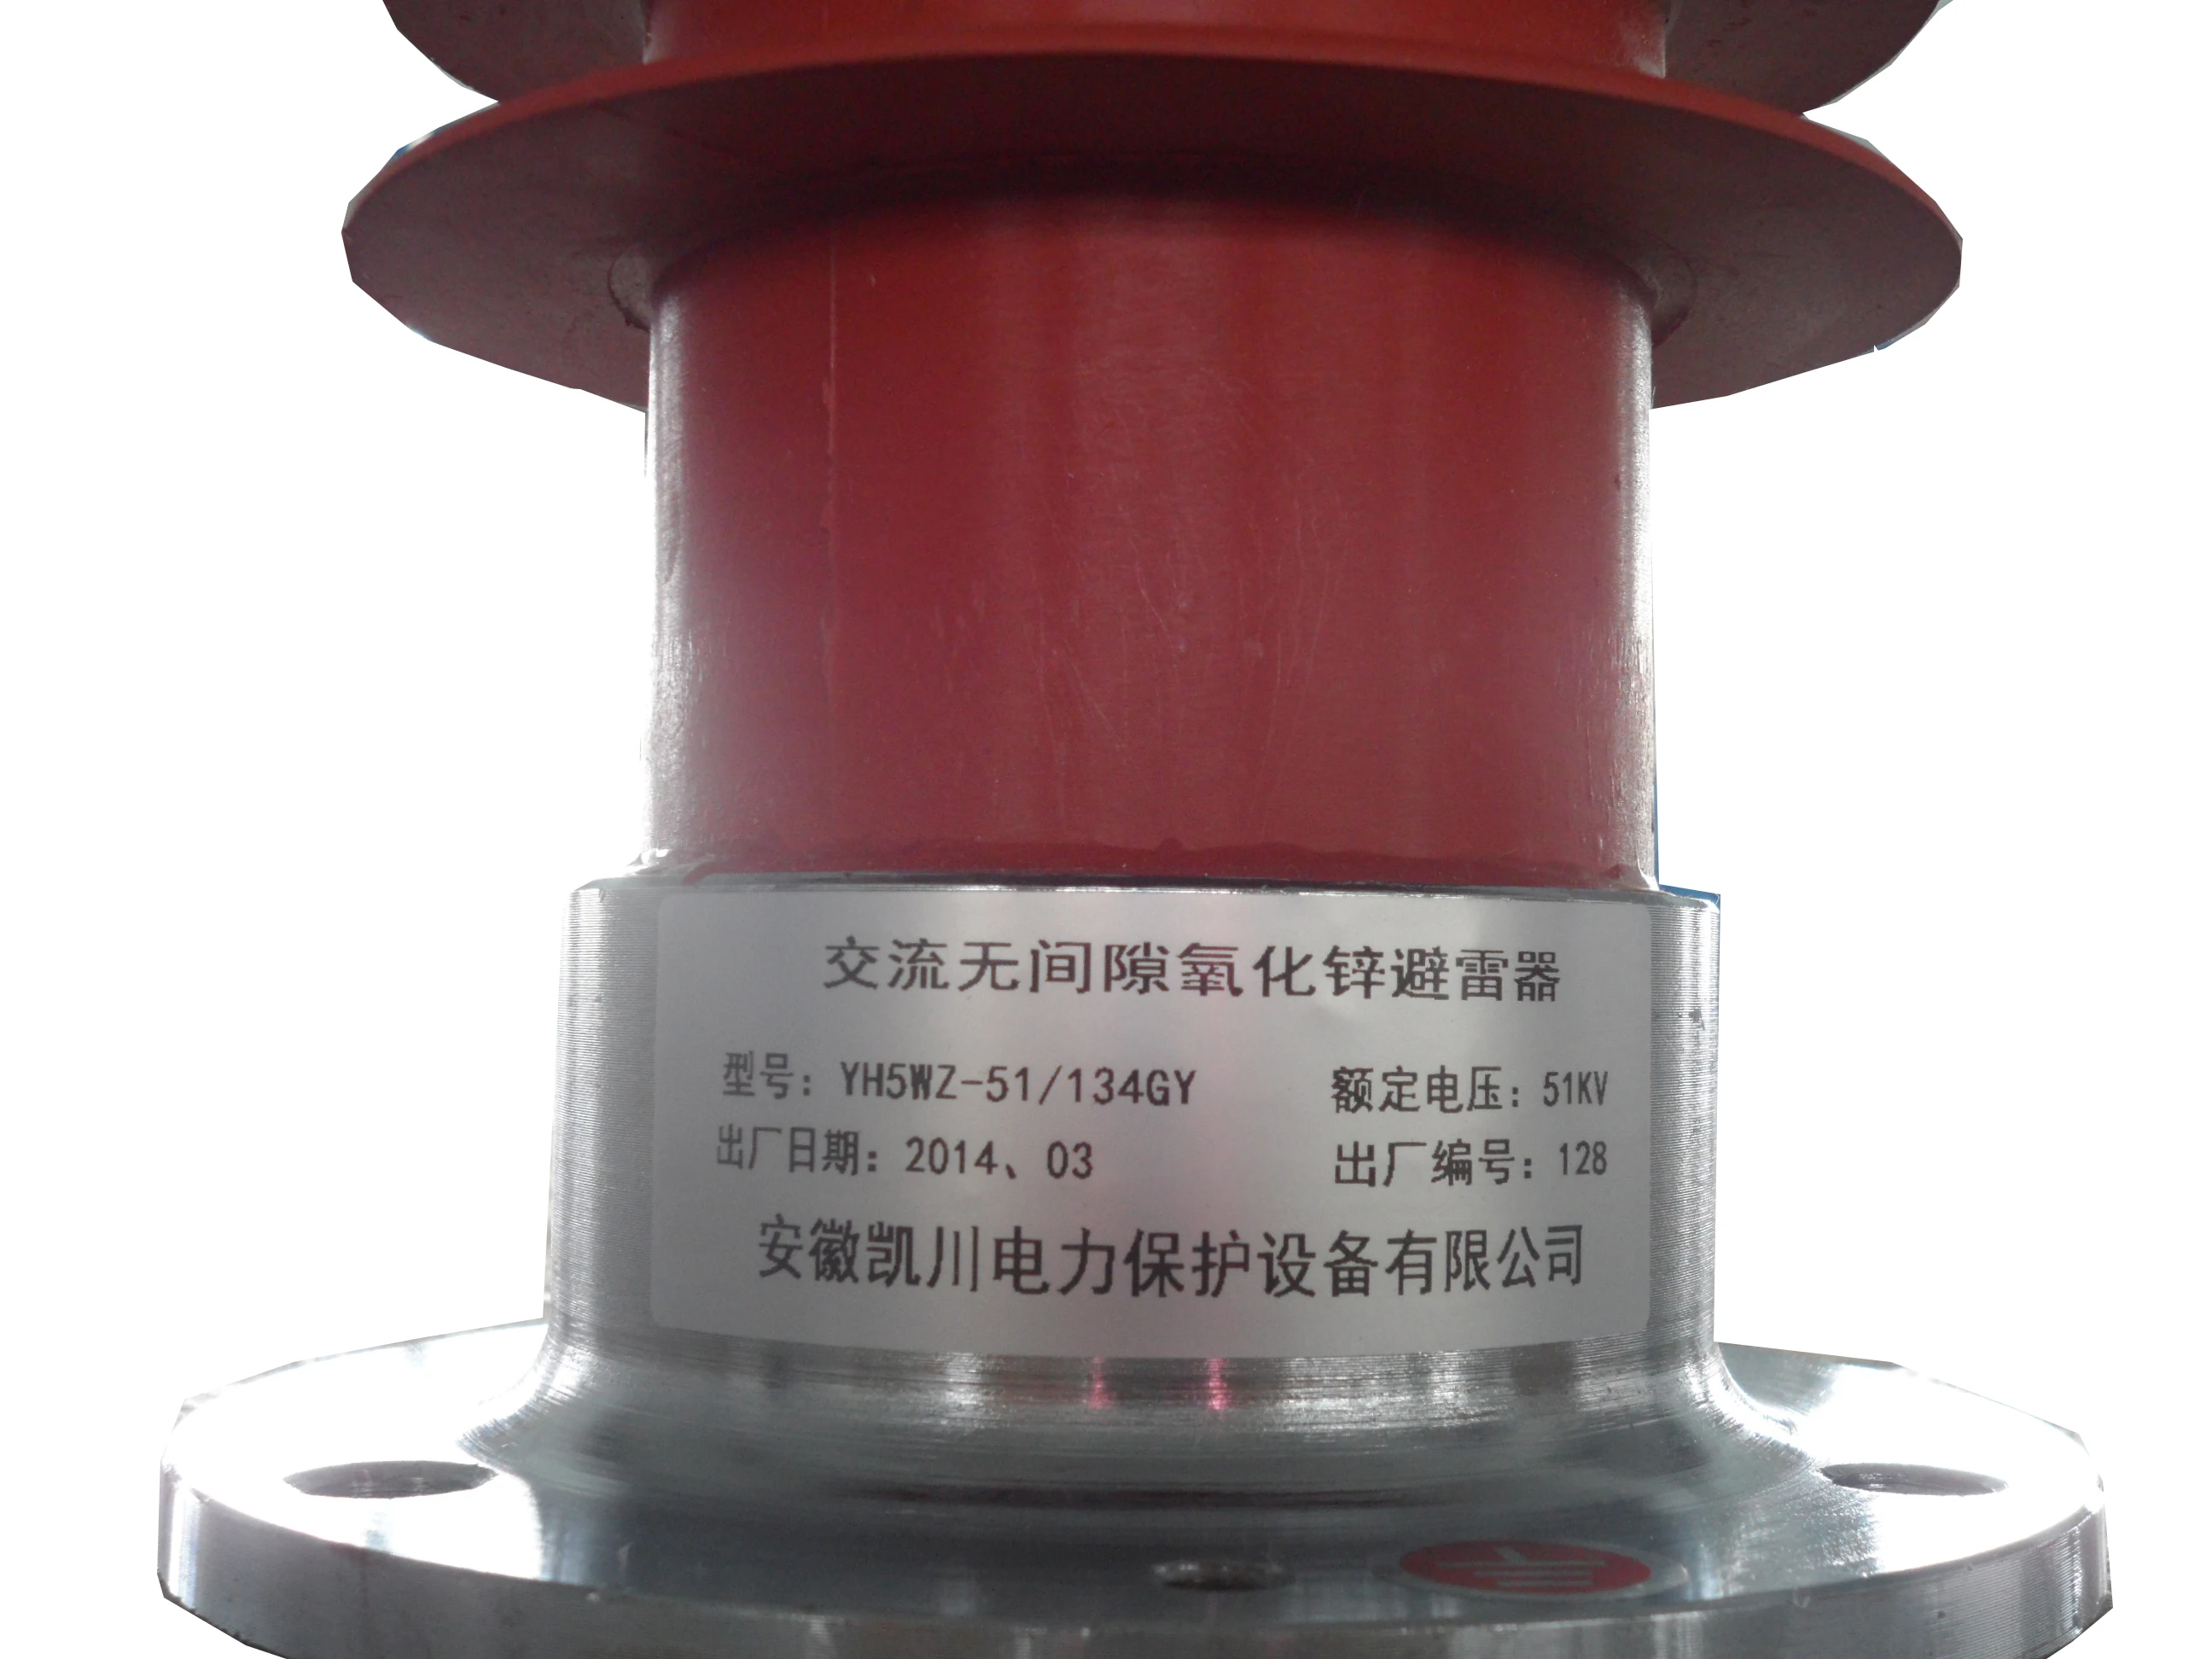 交流无间隙氧化锌避雷器
型号：YH5WZ-51/134GY 额定电压：51KV
出厂日期：2014、03 出厂编号：128
安徽凯川电力保护设备有限公司